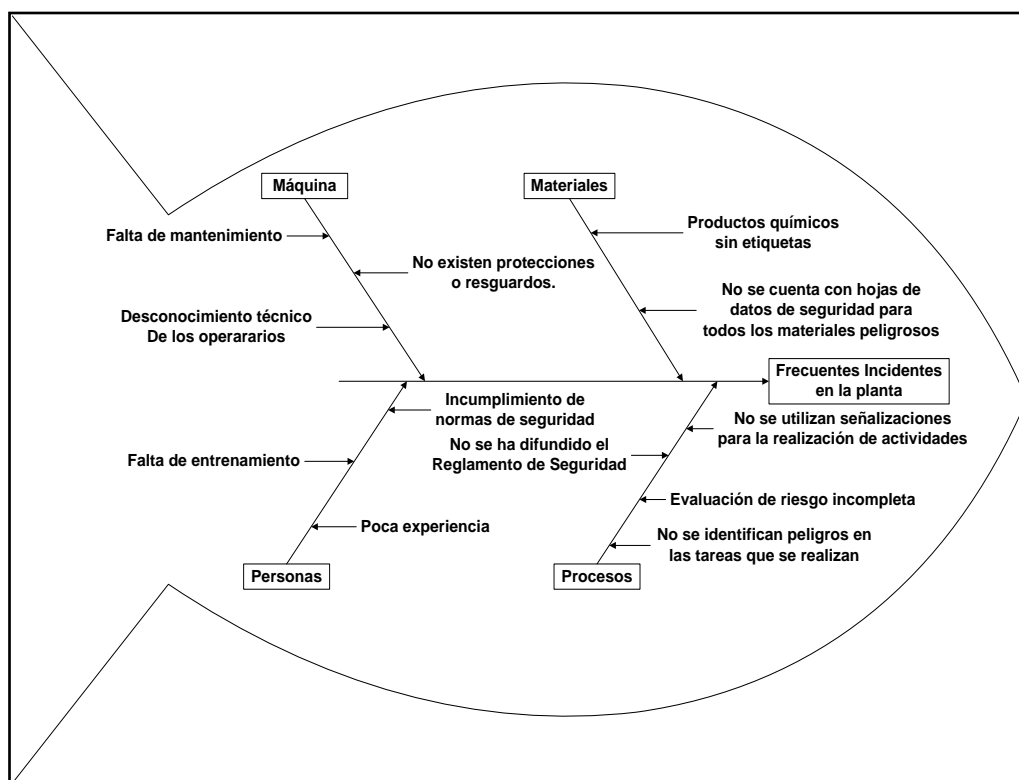 Máquina
Materiales
Falta de mantenimiento
No existen protecciones
o resguardos.
Desconocimiento técnico
De los operararios
Productos químicos
sin etiquetas
No se cuenta con hojas de
datos de seguridad para
todos los materiales peligrosos
Frecuentes Incidentes
en la planta
Incumplimiento de
normas de seguridad
Falta de entrenamiento
Poca experiencia
Personas
No se utilizan señalizaciones
para la realización de actividades
No se ha difundido el
Reglamento de Seguridad
Evaluación de riesgo incompleta
No se identifican peligros en
las tareas que se realizan
Procesos